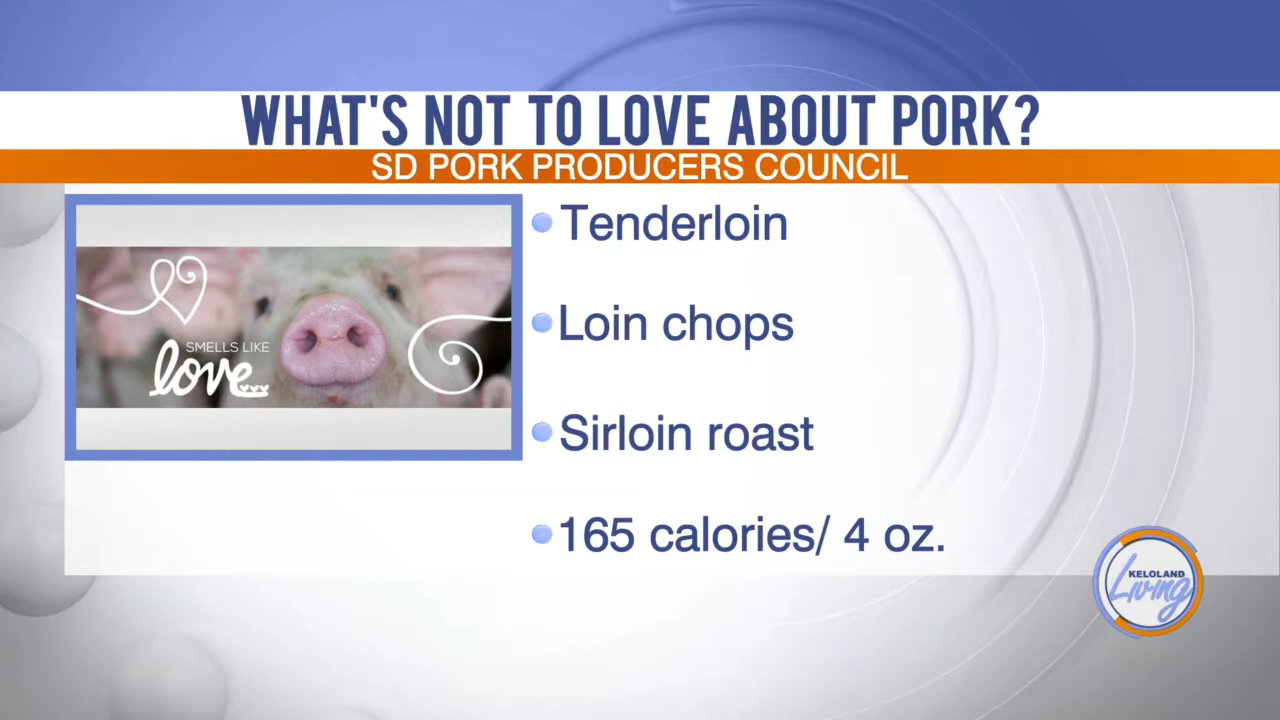 WHAT'S NOT TO LOVE ABOUT PORK?
SD PORK PRODUCERS COUNCIL
SMELLS LIKE
love
Tenderloin
Loin chops
Sirloin roast
165 calories/ 4 oz.
KELOLAND
Living